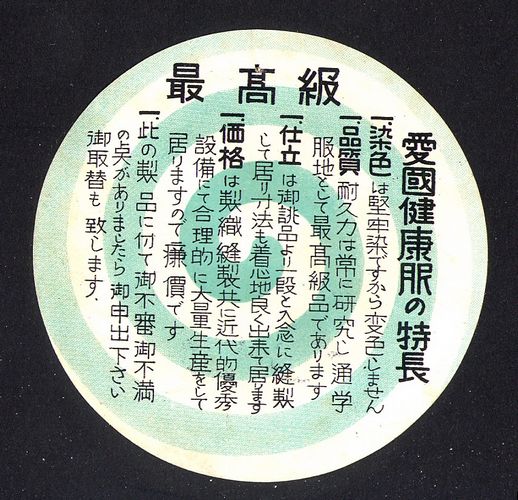 最高級
愛國健康服の特長
一、染色は堅牢染ですから変色しません
一、品質耐久力は常に研究し通学
服地として最高級品であります
一、仕立は御誂品より一段と入念に縫製
して居り寸法も着心地良く出来て居ります
一、価格は製織縫製共に近代的優秀
設備にて合理的に大量生産をして
居りますので廉價です
一、此の製品に付て御不審御不満
の点がありましたら御申出下さい
御取替も致します.